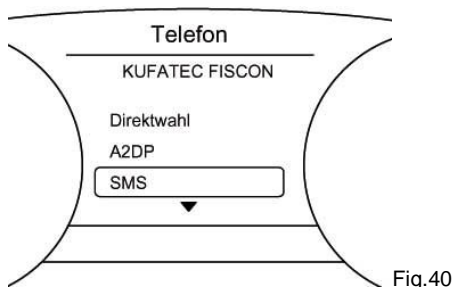 Telefon
KUFATEC FISCON
Direktwahl
A2DP
SMS
Fig.40